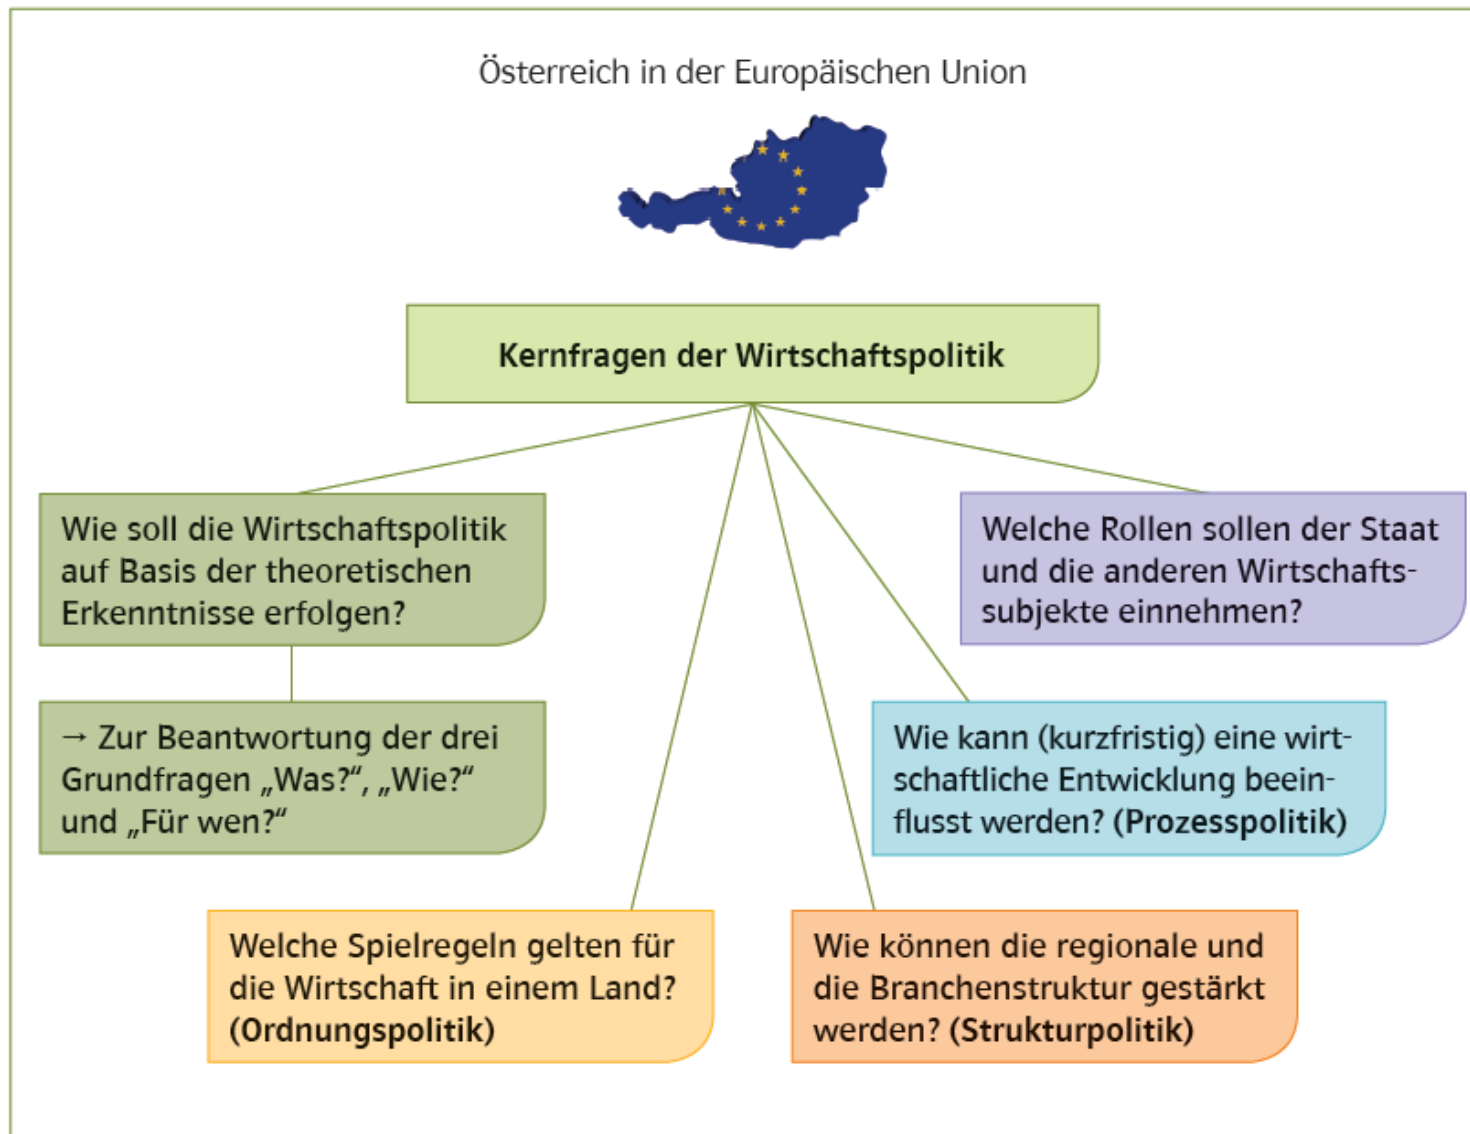 Österreich in der Europäischen Union
Kernfragen der Wirtschaftspolitik
Wie soll die Wirtschaftspolitik
auf Basis der theoretischen
Erkenntnisse erfolgen?
→ Zur Beantwortung der drei
Grundfragen „Was?“, „Wie?“
und „Für wen?“
Welche Spielregeln gelten für
die Wirtschaft in einem Land?
(Ordnungspolitik)
Wie können die regionale und
die Branchenstruktur gestärkt
werden? (Strukturpolitik)
Wie kann (kurzfristig) eine wirt-
schaftliche Entwicklung beein-
flusst werden? (Prozesspolitik)
Welche Rollen sollen der Staat
und die anderen Wirtschafts-
subjekte einnehmen?